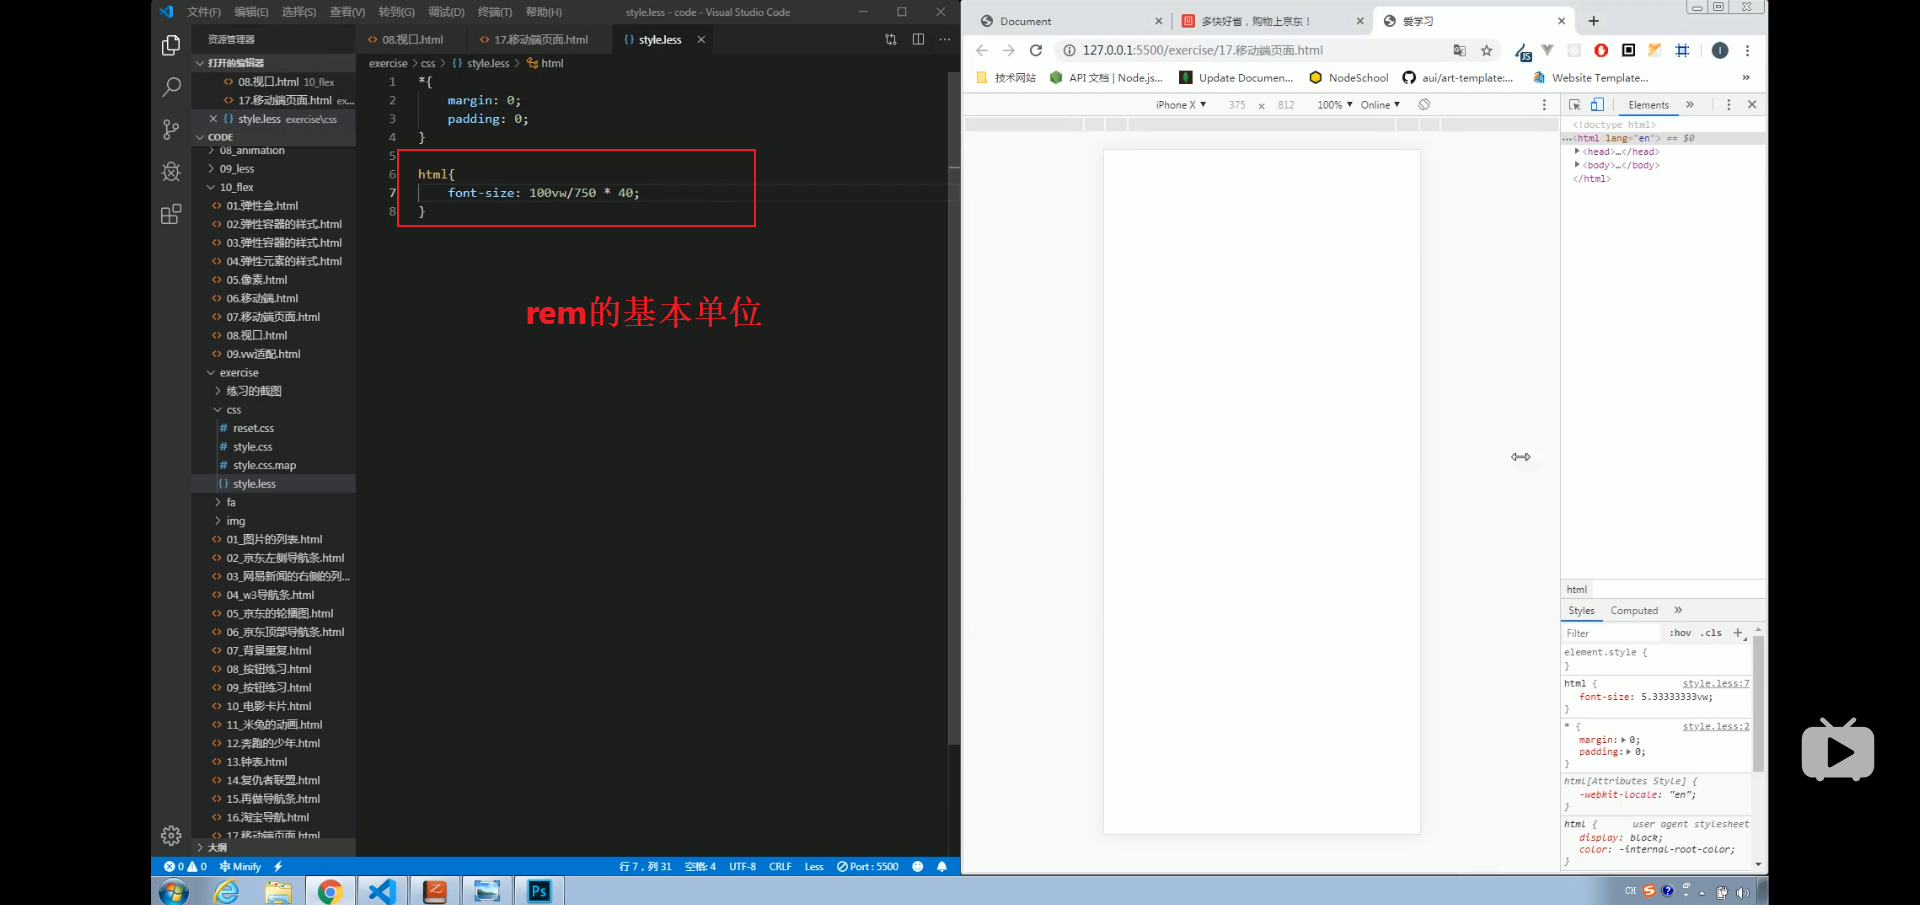 文件(F) 编辑(E) 选择(S) 查看(V) 转到(G) 调试(D) 终端(T) 帮助(H) style.less - code - Visual Studio Code
资源管理器
打开的编辑器
08.视口.html 10_flex
17.移动端页面.html ex...
style.less exercise\css
CODE
08_animation
09_less
10_flex
01.弹性盒.html
02.弹性容器的样式.html
03.弹性容器的样式.html
04.弹性元素的样式.html
05.像素.html
06.移动端.html
07.移动端页面.html
08.视口.html
09.vw适配.html
exercise
练习的截图
css
reset.css
style.css
style.css.map
style.less
fa
img
01_图片的列表.html
02_京东左侧导航条.html
03_网易新闻的右侧的列...
04_w3导航条.html
05_京东的轮播图.html
06_京东顶部导航条.html
07_背景重复.html
08_按钮练习.html
09_按钮练习.html
10_电影卡片.html
11_米兔的动画.html
12.奔跑的少年.html
13.钟表.html
14.复仇者联盟.html
15.再做导航条.html
16.淘宝导航.html
17.移动端页面.html
大纲
08.视口.html 17.移动端页面.html style.less
exercise > css > style.less > html
1 *{
2 margin: 0;
3 padding: 0;
4 }
5
6 html{
7 font-size: 100vw/750 * 40;
8 }
rem的基本单位
0 0 Minify 行 7，列 31 空格: 4 UTF-8 CRLF Less Port : 5500
Document 多快好省，购物上京东！ 爱学习
127.0.0.1:5500/exercise/17.移动端页面.html
技术网站 API 文档 | Node.js... Update Documen... NodeSchool aui/art-template:... Website Template...
iPhone X 375 x 812 100% Online
Elements
<!doctype html>
<html lang="en"> == $0
<head>…</head>
<body>…</body>
</html>
html
Styles Computed
Filter :hov .cls +
element.style {
}
html { style.less:7
font-size: 5.33333333vw;
}
* { style.less:2
margin: 0;
padding: 0;
}
html[Attributes Style] {
-webkit-locale: "en";
}
html { user agent stylesheet
display: block;
color: -internal-root-color;
}
Ps
CH